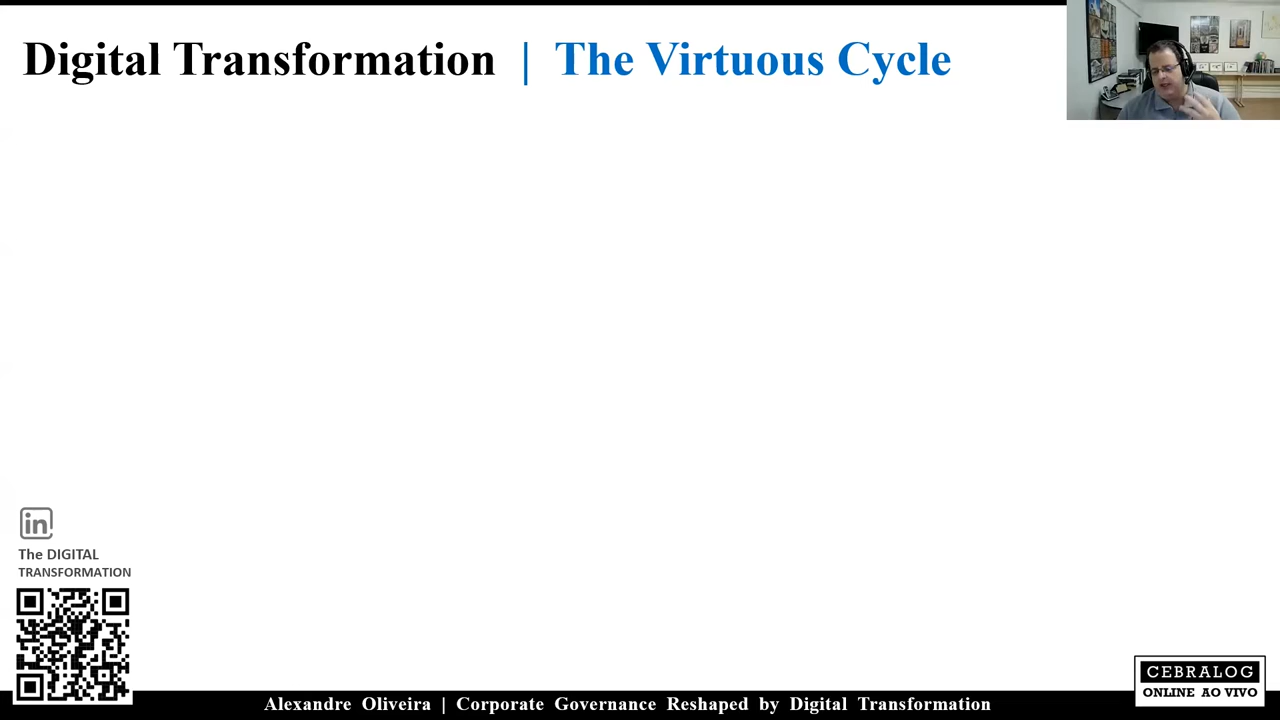 Digital Transformation | The Virtuous Cycle
in
The DIGITAL
TRANSFORMATION
CEBRALOG
ONLINE AO VIVO
Alexandre Oliveira | Corporate Governance Reshaped by Digital Transformation